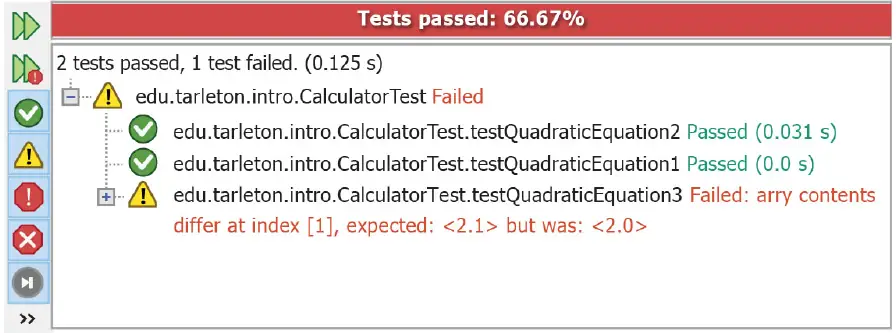 Tests passed: 66.67%
2 tests passed, 1 test failed. (0.125 s)
edu.tarleton.intro.CalculatorTest Failed
edu.tarleton.intro.CalculatorTest.testQuadraticEquation2 Passed (0.031 s)
edu.tarleton.intro.CalculatorTest.testQuadraticEquation1 Passed (0.0 s)
edu.tarleton.intro.CalculatorTest.testQuadraticEquation3 Failed: arry contents
differ at index [1], expected: <2.1> but was: <2.0>